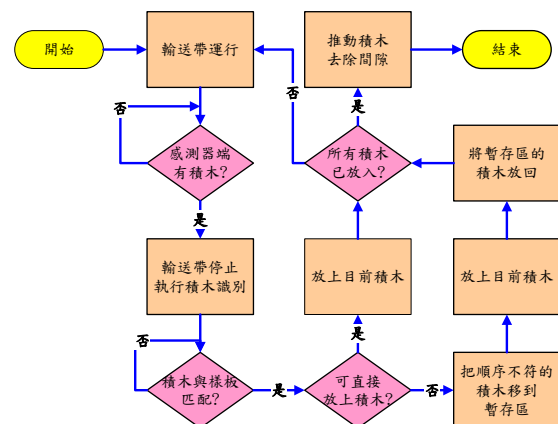 開始
輸送帶運行
推動積木
去除間隙
結束
否
否
是
感測器端
有積木?
所有積木
已放入?
將暫存區的
積木放回
是
輸送帶停止
執行積木識別
放上目前積木
放上目前積木
否
是
積木與樣板
匹配?
是
可直接
放上積木?
否
把順序不符的
積木移到
暫存區